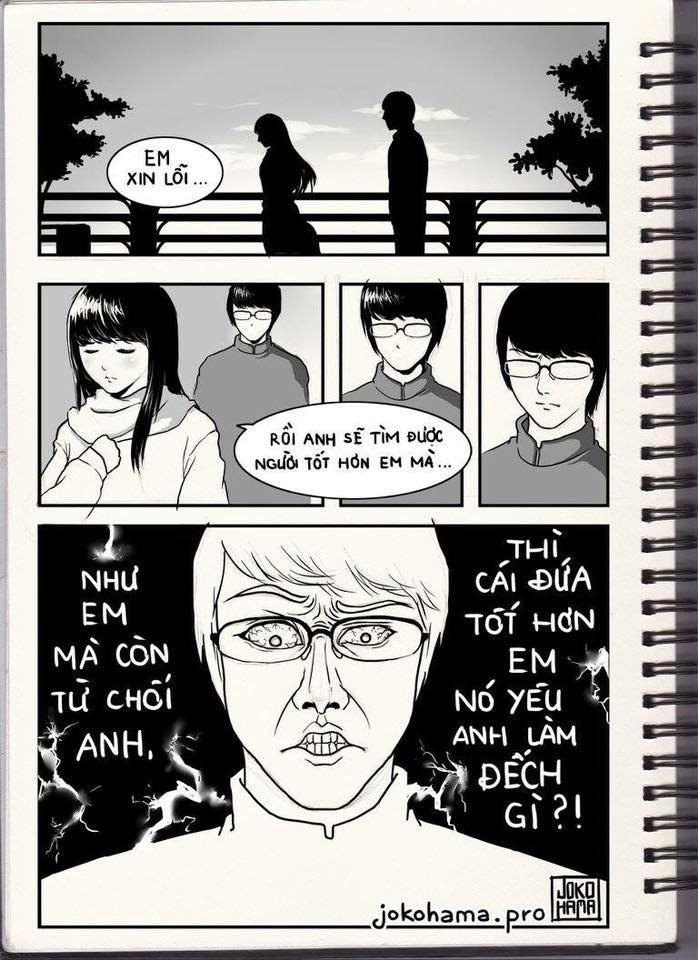 EM
XIN LỖI...
RỒI ANH SẼ TÌM ĐƯỢC
NGƯỜI TỐT HƠN EM MÀ...
NHƯ
EM
MÀ CÒN
TỪ CHỐI
ANH,
THÌ
CÁI ĐỨA
TỐT HƠN
EM
NÓ YÊU
ANH LÀM
ĐẾCH
GÌ?!
jokohama.pro
JOKO
HAMA